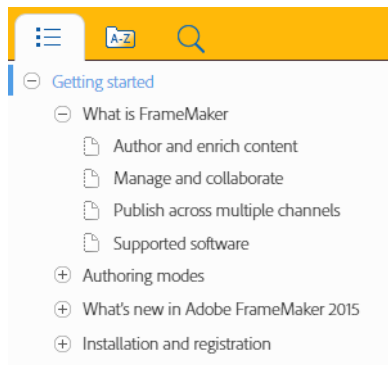 A-Z
Getting started
What is FrameMaker
Author and enrich content
Manage and collaborate
Publish across multiple channels
Supported software
Authoring modes
What's new in Adobe FrameMaker 2015
Installation and registration